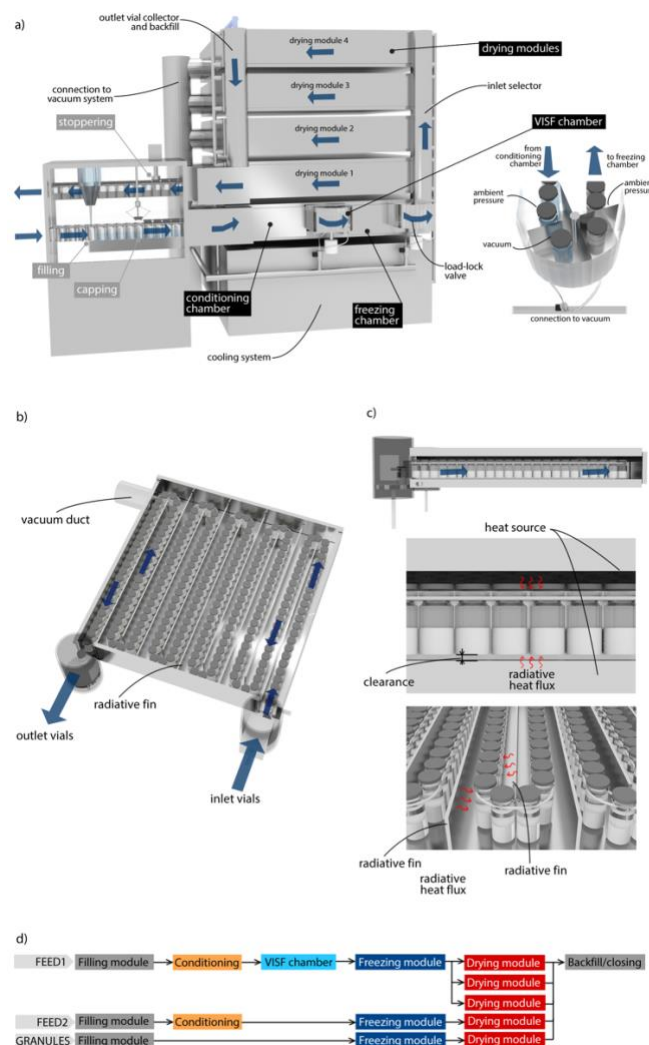 a)
outlet vial collector
and backfill
drying module 4
drying modules
connection to
vacuum system
drying module 3
inlet selector
stoppering
drying module 2
VISF chamber
from
conditioning
chamber
to freezing
chamber
drying module 1
ambient
pressure
ambient
pressure
vacuum
filling
capping
load-lock
valve
conditioning
chamber
freezing
chamber
connection to vacuum
cooling system
b)
vacuum duct
radiative fin
outlet vials
inlet vials
c)
heat source
clearance
radiative
heat flux
radiative fin
radiative fin
radiative
heat flux
d)
FEED1 Filling module Conditioning VISF chamber Freezing module Drying module Backfill/closing
Drying module
Drying module
FEED2 Filling module Conditioning Freezing module Drying module
GRANULES Filling module Freezing module Drying module